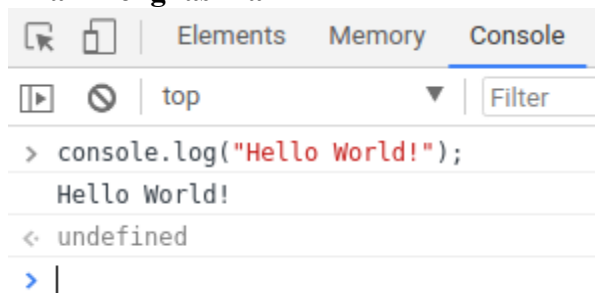 Elements Memory Console
top ▼ Filter
> console.log("Hello World!");
Hello World!
<· undefined
>